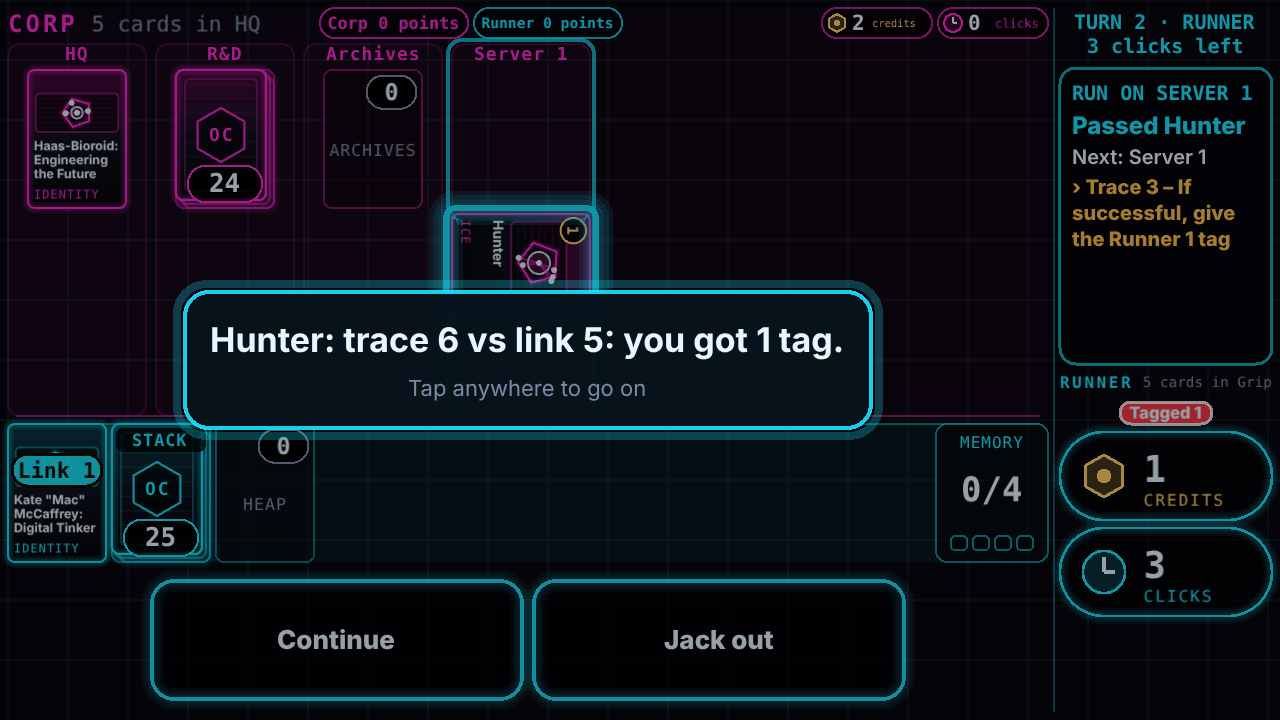 CORP 5 cards in HQ
Corp 0 points
Runner 0 points
2 credits
0 clicks
TURN 2 · RUNNER
3 clicks left
HQ
R&D
Archives
Server 1
Haas-Bioroid:
Engineering
the Future
IDENTITY
OC
24
0
ARCHIVES
ICE
Hunter
1
RUN ON SERVER 1
Passed Hunter
Next: Server 1
› Trace 3 – If
successful, give
the Runner 1 tag
Hunter: trace 6 vs link 5: you got 1 tag.
Tap anywhere to go on
RUNNER 5 cards in Grip
Tagged 1
1
CREDITS
3
CLICKS
Link 1
Kate "Mac"
McCaffrey:
Digital Tinker
IDENTITY
STACK
OC
25
0
HEAP
MEMORY
0/4
Continue
Jack out